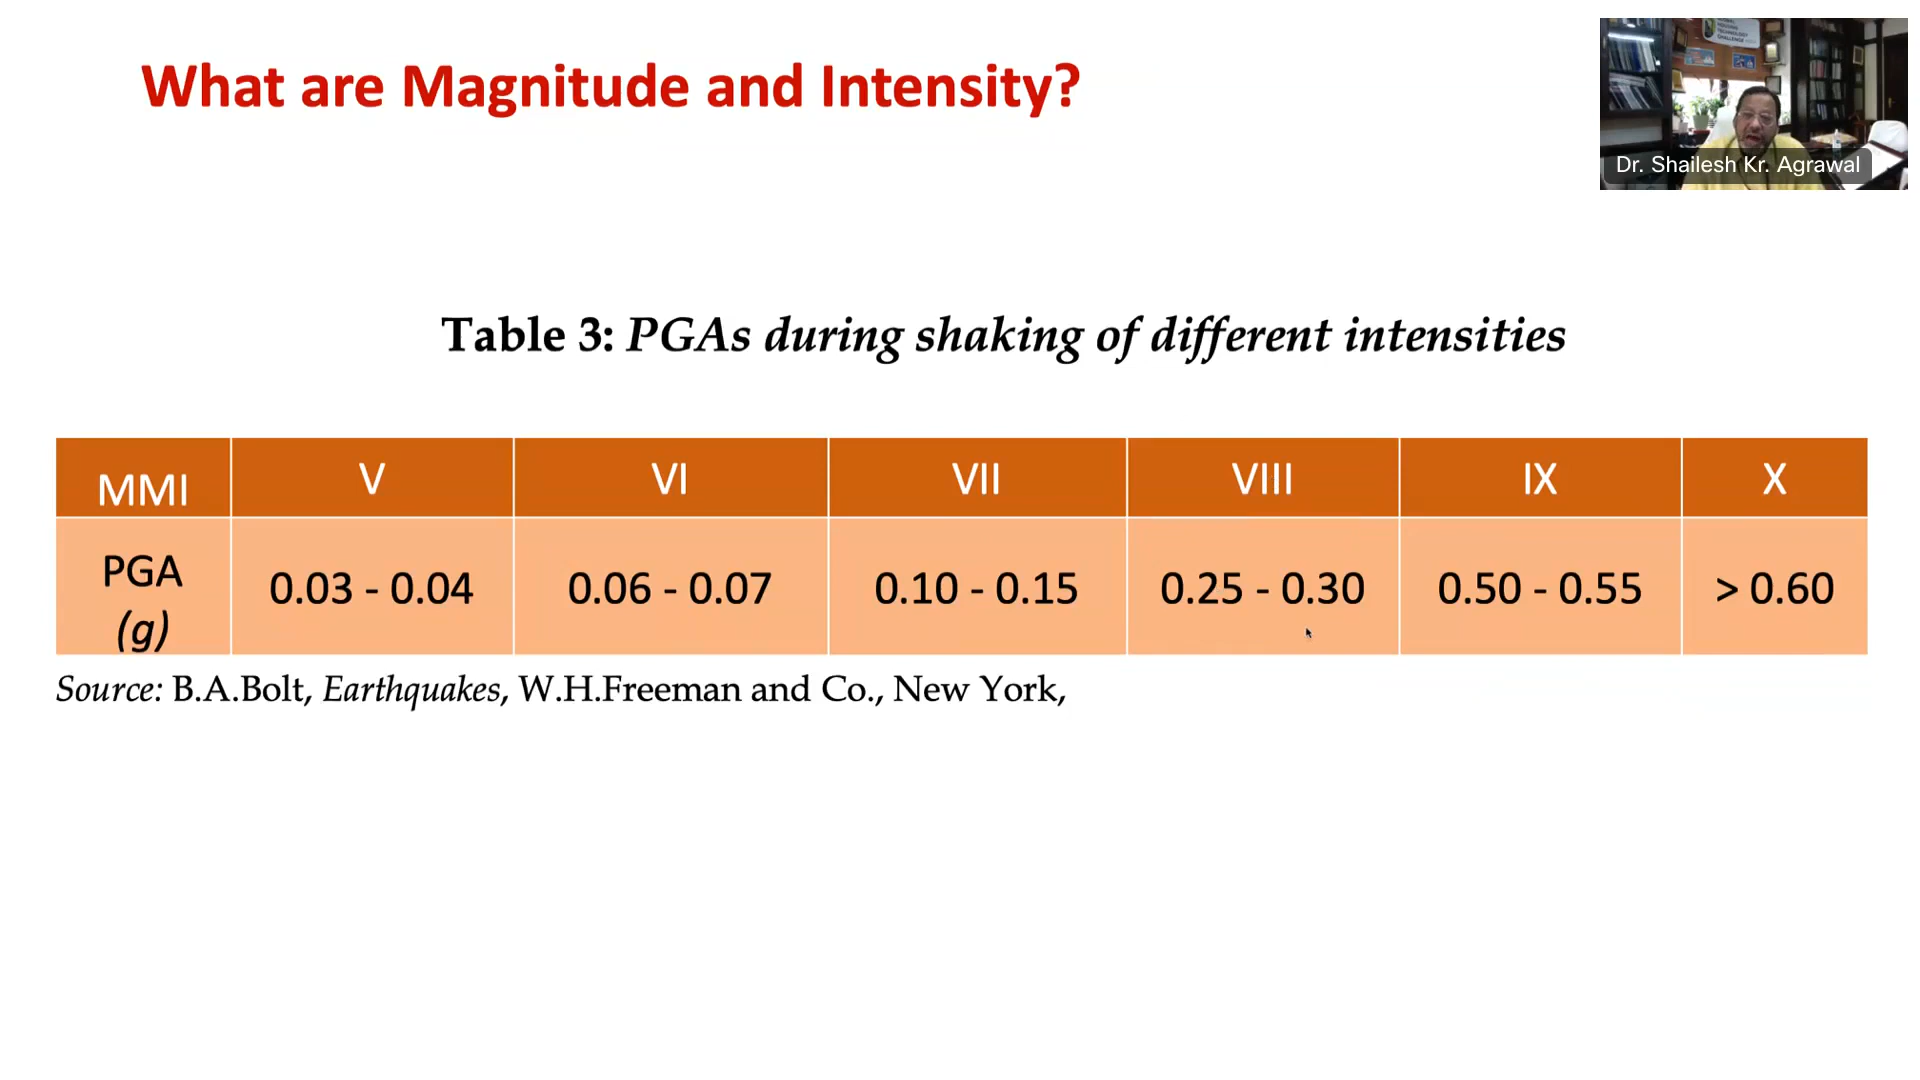 What are Magnitude and Intensity?
TECHNOLOGY
CHALLENGE
Dr. Shailesh Kr. Agrawal
Table 3: PGAs during shaking of different intensities
MMI V VI VII VIII IX X
PGA (g) 0.03 - 0.04 0.06 - 0.07 0.10 - 0.15 0.25 - 0.30 0.50 - 0.55 > 0.60
Source: B.A.Bolt, Earthquakes, W.H.Freeman and Co., New York,